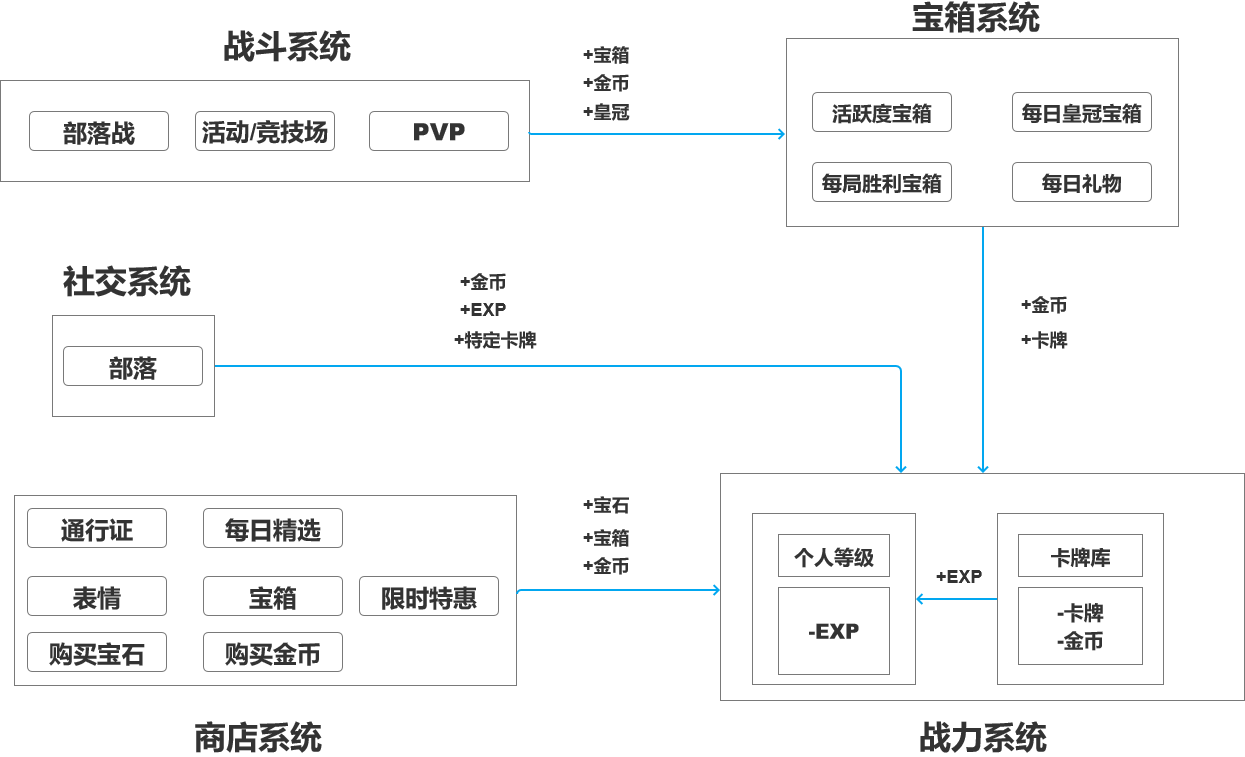 战斗系统
部落战
活动/竞技场
PVP
+宝箱
+金币
+皇冠
宝箱系统
活跃度宝箱
每日皇冠宝箱
每局胜利宝箱
每日礼物
社交系统
部落
+金币
+EXP
+特定卡牌
+金币
+卡牌
通行证
每日精选
表情
宝箱
限时特惠
购买宝石
购买金币
商店系统
+宝石
+宝箱
+金币
个人等级
-EXP
+EXP
卡牌库
-卡牌
-金币
战力系统